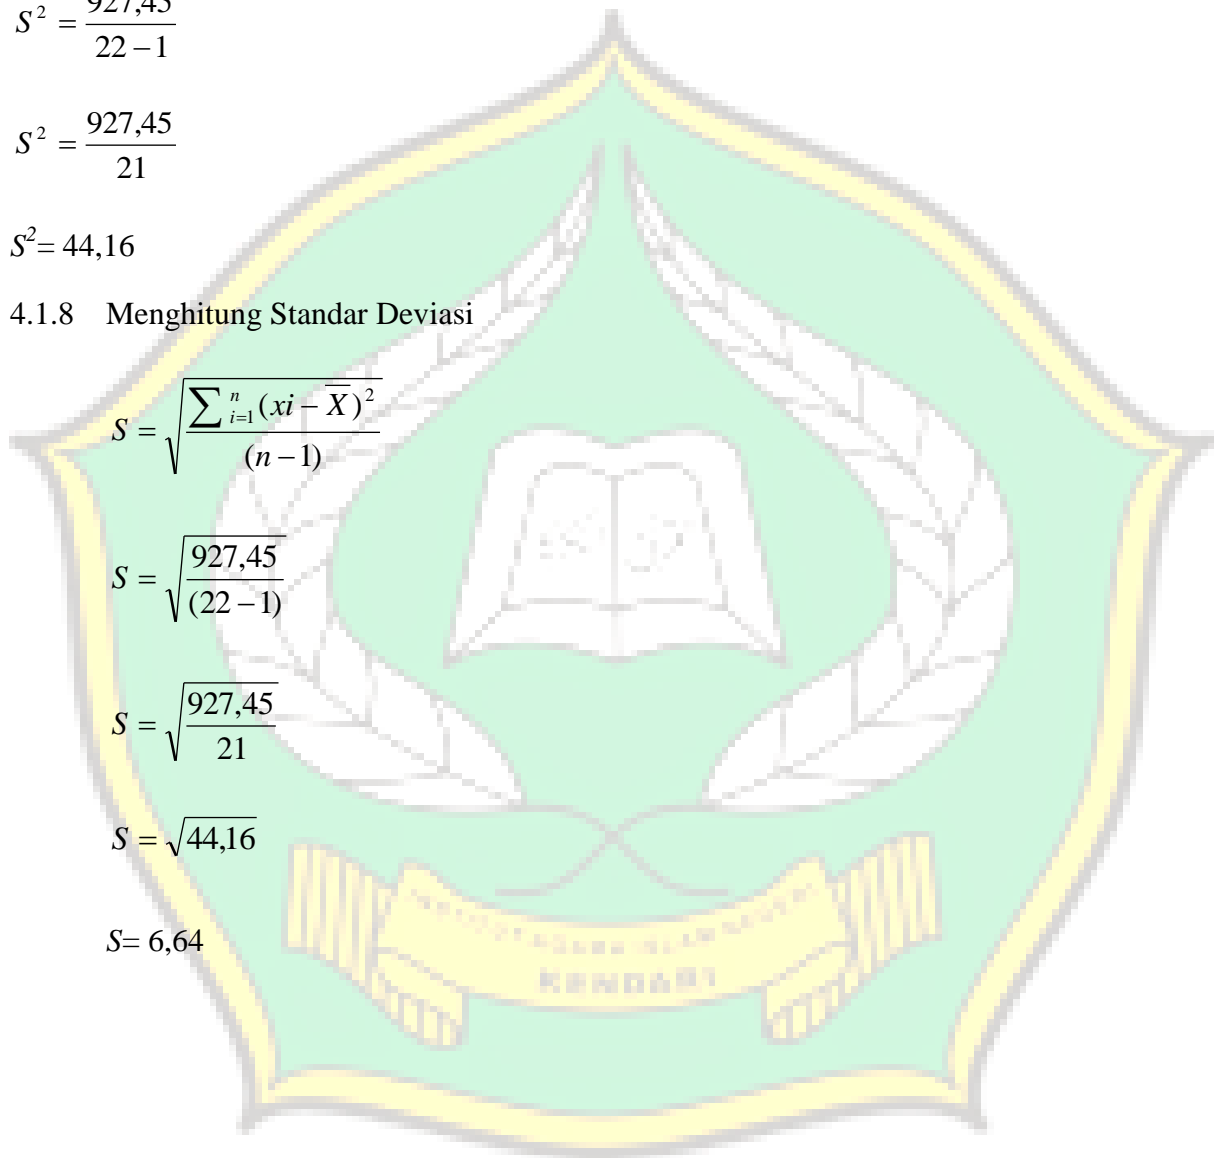 S² = 927,45 / (22 − 1)
S² = 927,45 / 21
S²= 44,16
4.1.8 Menghitung Standar Deviasi
S = √(∑ⁿᵢ₌₁(xi − X̅)² / (n − 1))
S = √(927,45 / (22 − 1))
S = √(927,45 / 21)
S = √44,16
S= 6,64
KENDARI